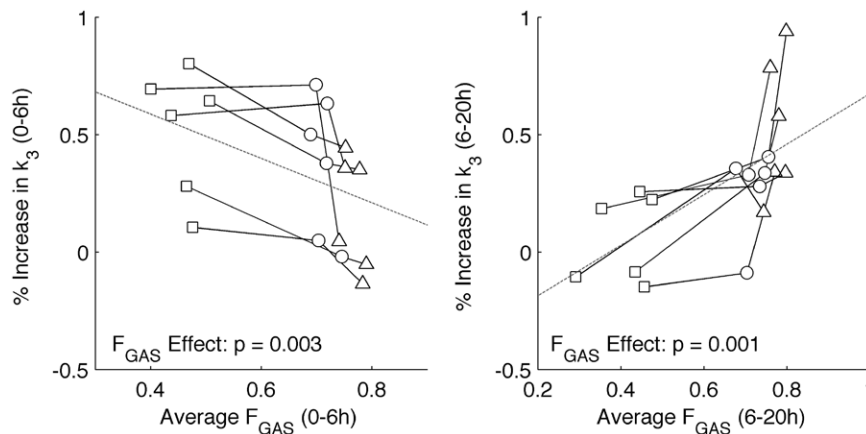 1
0.5
0
-0.5
% Increase in k3 (0-6h)
FGAS Effect: p = 0.003
0.4 0.6 0.8
Average FGAS (0-6h)
1
0.5
0
-0.5
% Increase in k3 (6-20h)
FGAS Effect: p = 0.001
0.2 0.4 0.6 0.8 1
Average FGAS (6-20h)